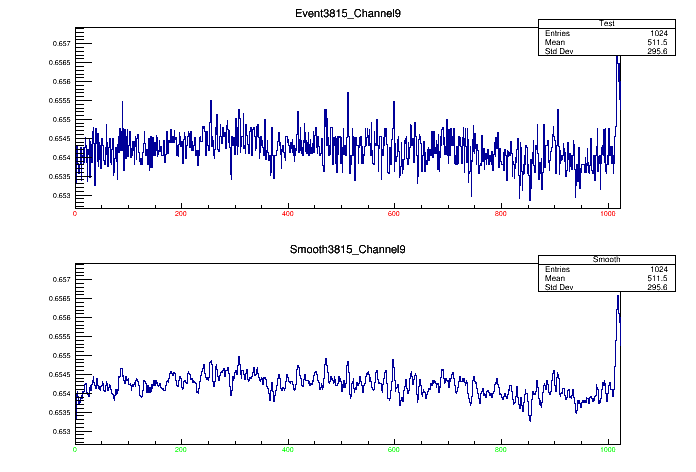 Event3815_Channel9
Test
Entries 1024
Mean 511.5
Std Dev 295.6
0.657
0.6565
0.656
0.6555
0.655
0.6545
0.654
0.6535
0.653
0 200 400 600 800 1000
Smooth3815_Channel9
Smooth
Entries 1024
Mean 511.5
Std Dev 295.6
0.657
0.6565
0.656
0.6555
0.655
0.6545
0.654
0.6535
0.653
0 200 400 600 800 1000